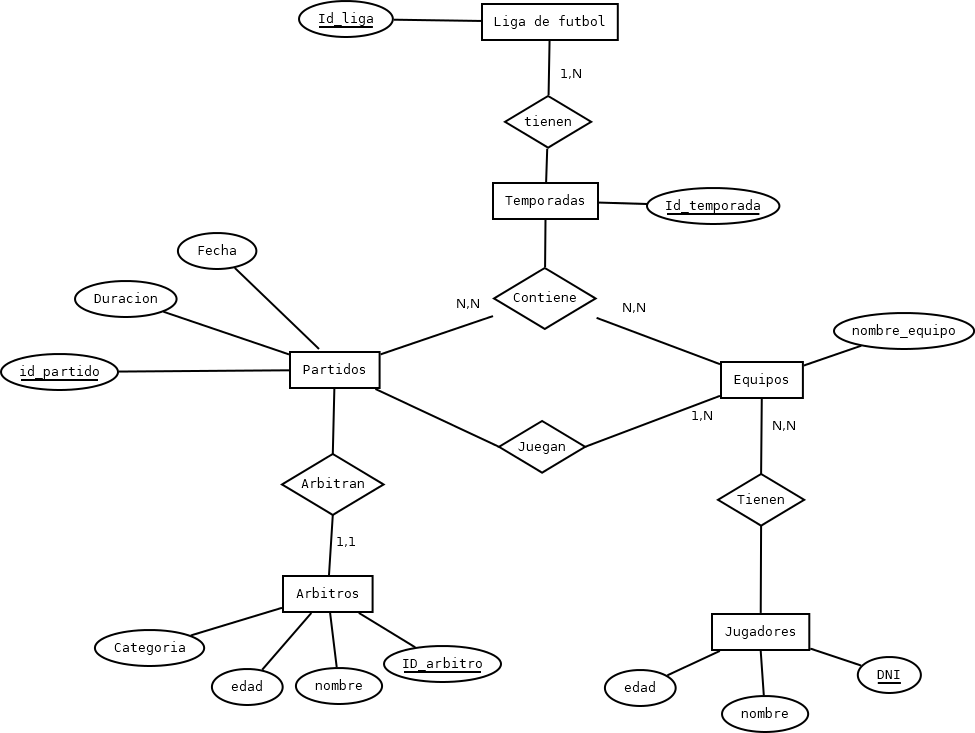 Id_liga
Liga de futbol
1,N
tienen
Temporadas
Id_temporada
Fecha
Duracion
Contiene
N,N
N,N
nombre_equipo
id_partido
Partidos
Equipos
1,N
N,N
Juegan
Arbitran
Tienen
1,1
Arbitros
Jugadores
Categoria
ID_arbitro
edad
nombre
edad
DNI
nombre